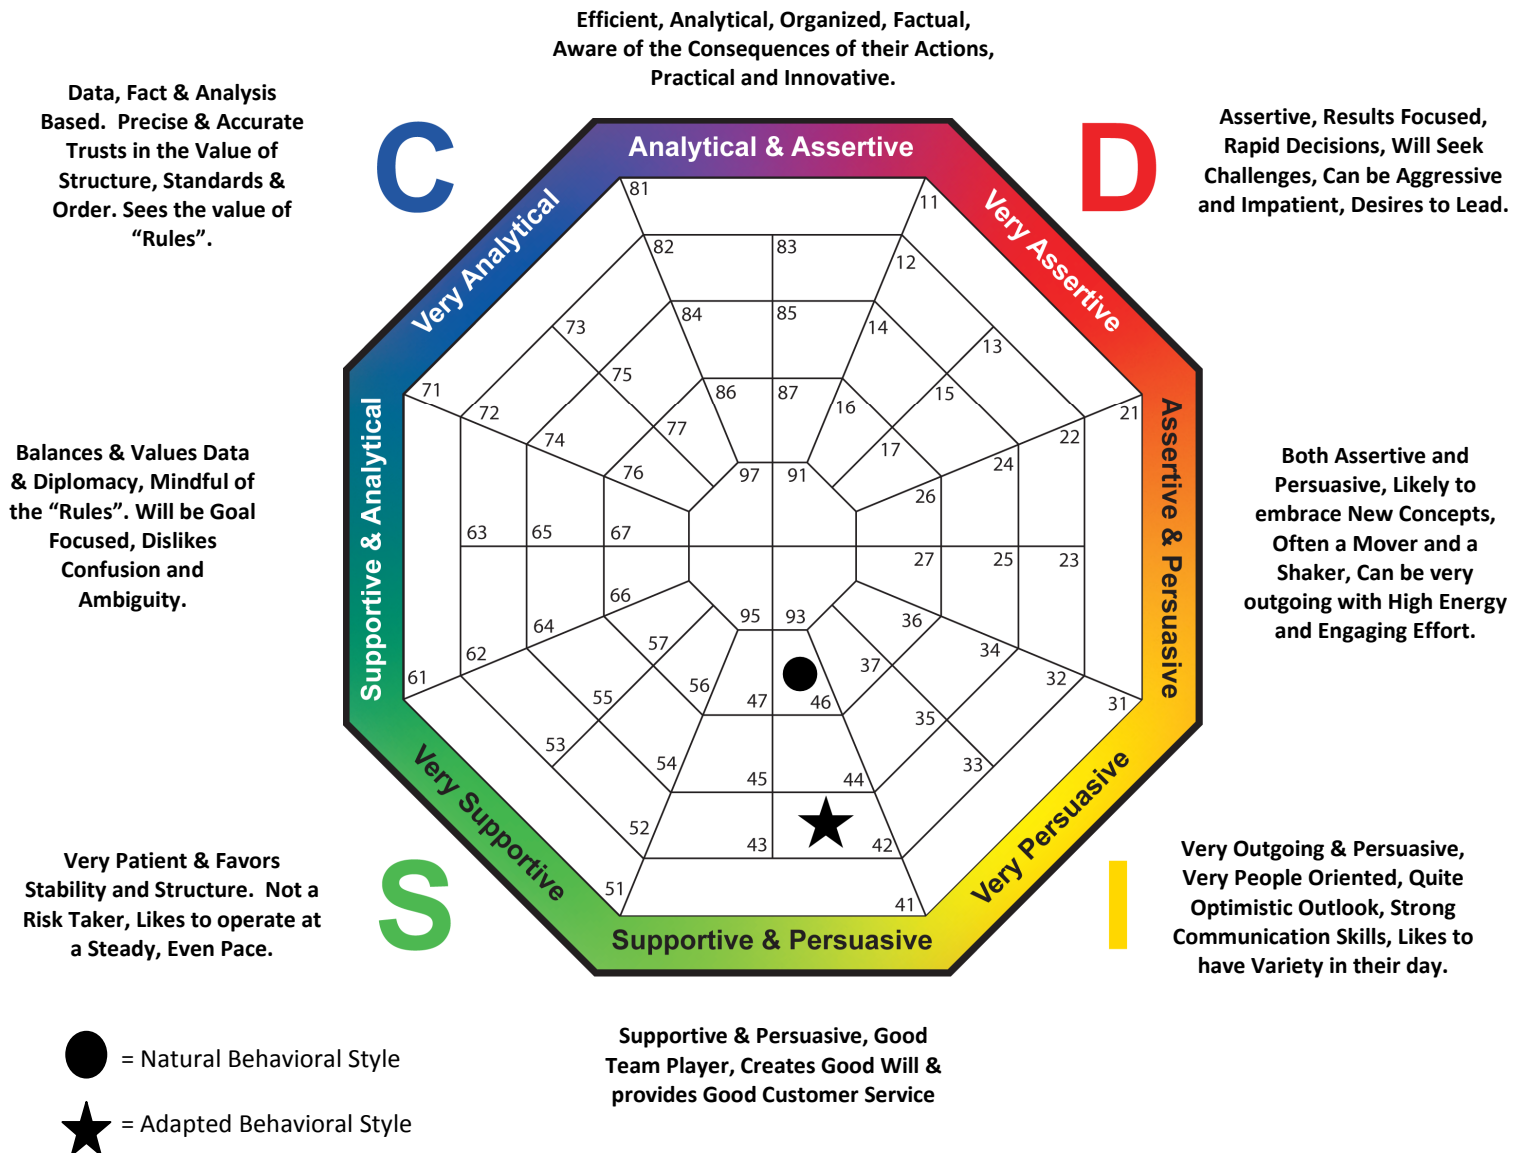 Efficient, Analytical, Organized, Factual,
Aware of the Consequences of their Actions,
Practical and Innovative.
Data, Fact & Analysis
Based.  Precise & Accurate
Trusts in the Value of
Structure, Standards &
Order. Sees the value of
“Rules”.
C
D
Assertive, Results Focused,
Rapid Decisions, Will Seek
Challenges, Can be Aggressive
and Impatient, Desires to Lead.
Analytical & Assertive
Very Analytical
Very Assertive
81
11
82
83
12
84
85
14
73
13
75
15
71
72
86
87
16
21
22
74
77
17
24
76
97
91
26
Balances & Values Data
& Diplomacy, Mindful of
the “Rules”. Will be Goal
Focused, Dislikes
Confusion and
Ambiguity.
Supportive & Analytical
Assertive & Persuasive
Both Assertive and
Persuasive, Likely to
embrace New Concepts,
Often a Mover and a
Shaker, Can be very
outgoing with High Energy
and Engaging Effort.
63
65
67
27
25
23
66
95
93
36
64
57
34
62
37
61
56
32
55
47
46
31
35
53
54
45
44
33
52
43
42
51
41
Very Supportive
Very Persuasive
Supportive & Persuasive
Very Patient & Favors
Stability and Structure.  Not a
Risk Taker, Likes to operate at
a Steady, Even Pace.
S
I
Very Outgoing & Persuasive,
Very People Oriented, Quite
Optimistic Outlook, Strong
Communication Skills, Likes to
have Variety in their day.
Supportive & Persuasive, Good
Team Player, Creates Good Will &
provides Good Customer Service
= Natural Behavioral Style
= Adapted Behavioral Style